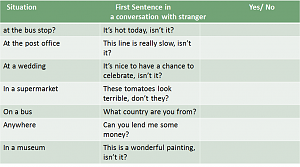 Situation First Sentence in Yes/ No
a conversation with stranger
at the bus stop? It's hot today, isn't it?
At the post office This line is really slow, isn't
it?
At a wedding It's nice to have a chance to
celebrate, isn't it?
In a supermarket These tomatoes look
terrible, don't they?
On a bus What country are you from?
Anywhere Can you lend me some
money?
In a museum This is a wonderful painting,
isn't it?